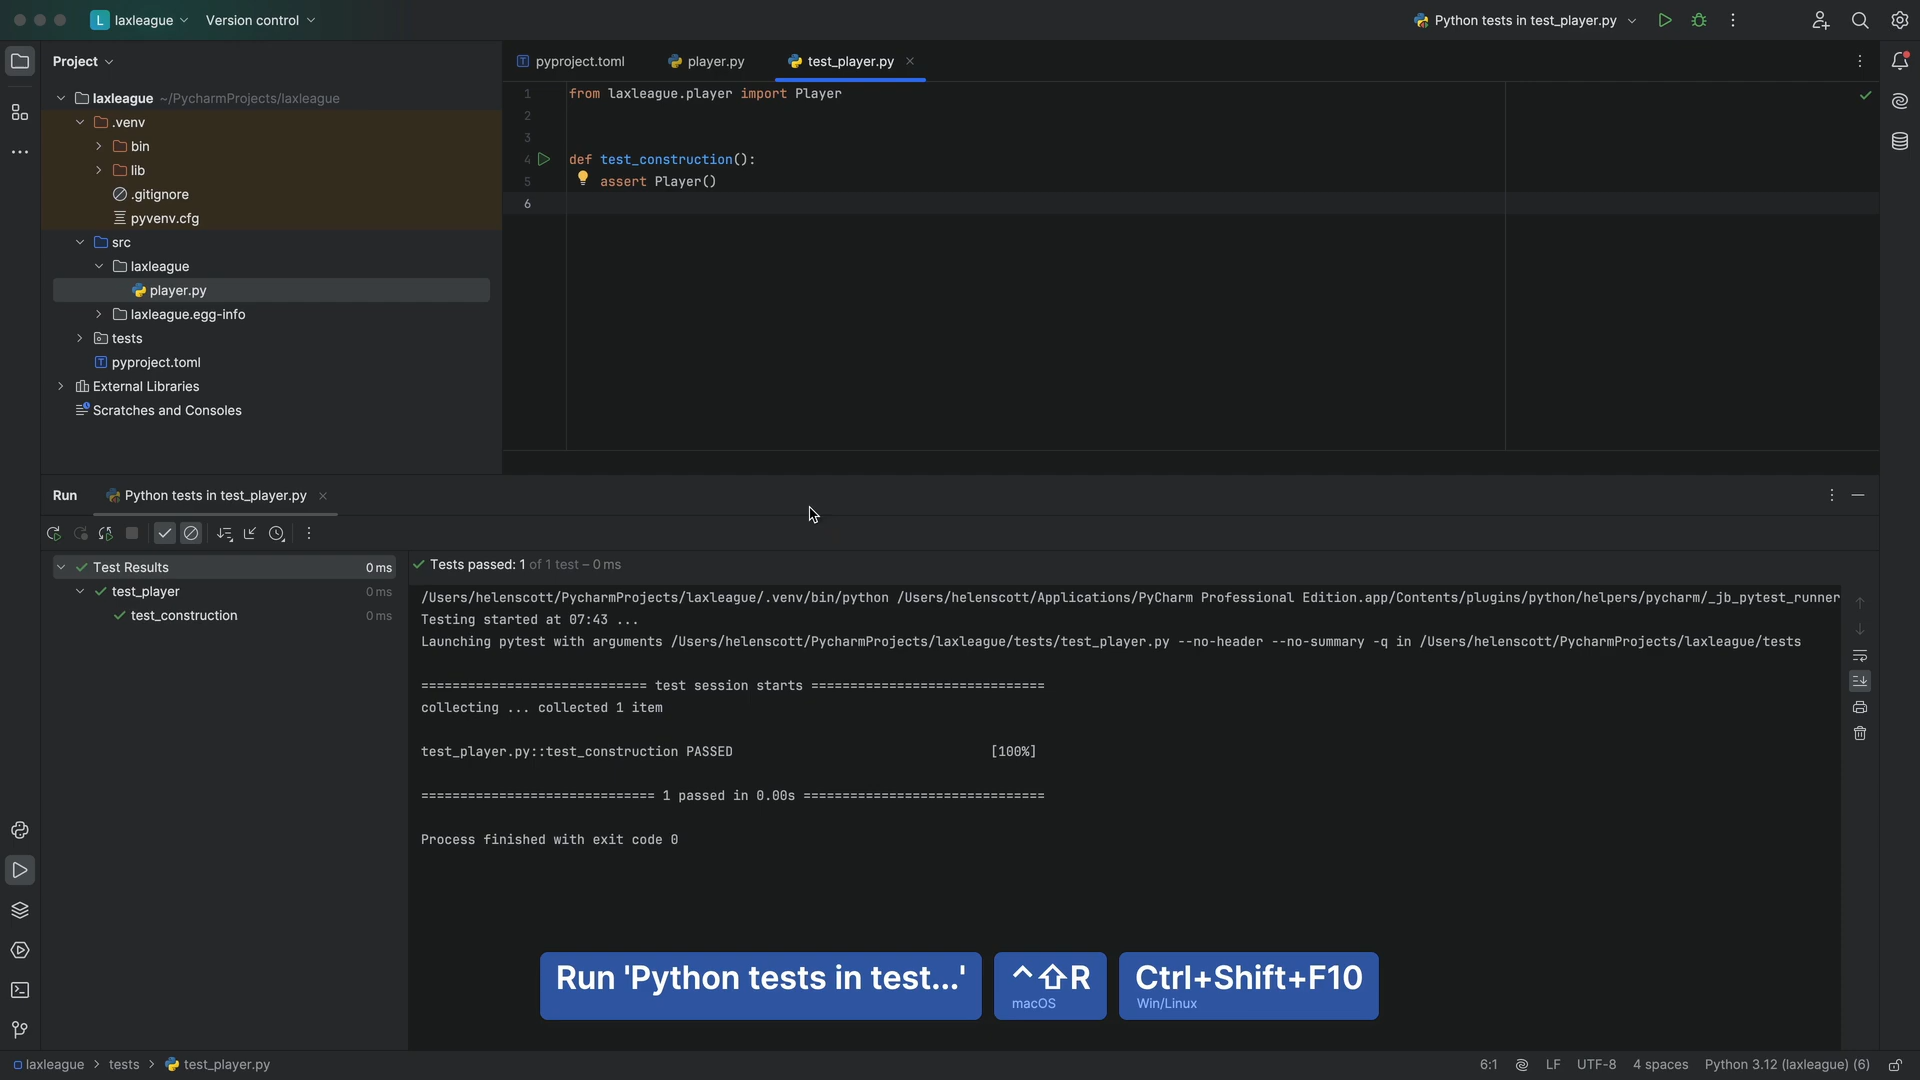 L laxleague Version control
Python tests in test_player.py
Project
pyproject.toml player.py test_player.py
laxleague ~/PycharmProjects/laxleague
.venv
bin
lib
.gitignore
pyvenv.cfg
src
laxleague
player.py
laxleague.egg-info
tests
pyproject.toml
External Libraries
Scratches and Consoles
1 from laxleague.player import Player
2
3
4 def test_construction():
5 assert Player()
6
Run Python tests in test_player.py
Test Results 0 ms
test_player 0 ms
test_construction 0 ms
Tests passed: 1 of 1 test – 0 ms
/Users/helenscott/PycharmProjects/laxleague/.venv/bin/python /Users/helenscott/Applications/PyCharm Professional Edition.app/Contents/plugins/python/helpers/pycharm/_jb_pytest_runner
Testing started at 07:43 ...
Launching pytest with arguments /Users/helenscott/PycharmProjects/laxleague/tests/test_player.py --no-header --no-summary -q in /Users/helenscott/PycharmProjects/laxleague/tests
============================= test session starts ==============================
collecting ... collected 1 item
test_player.py::test_construction PASSED [100%]
============================== 1 passed in 0.00s ===============================
Process finished with exit code 0
Run 'Python tests in test...' ⌃⇧R Ctrl+Shift+F10
macOS Win/Linux
laxleague > tests > test_player.py
6:1 LF UTF-8 4 spaces Python 3.12 (laxleague) (6)